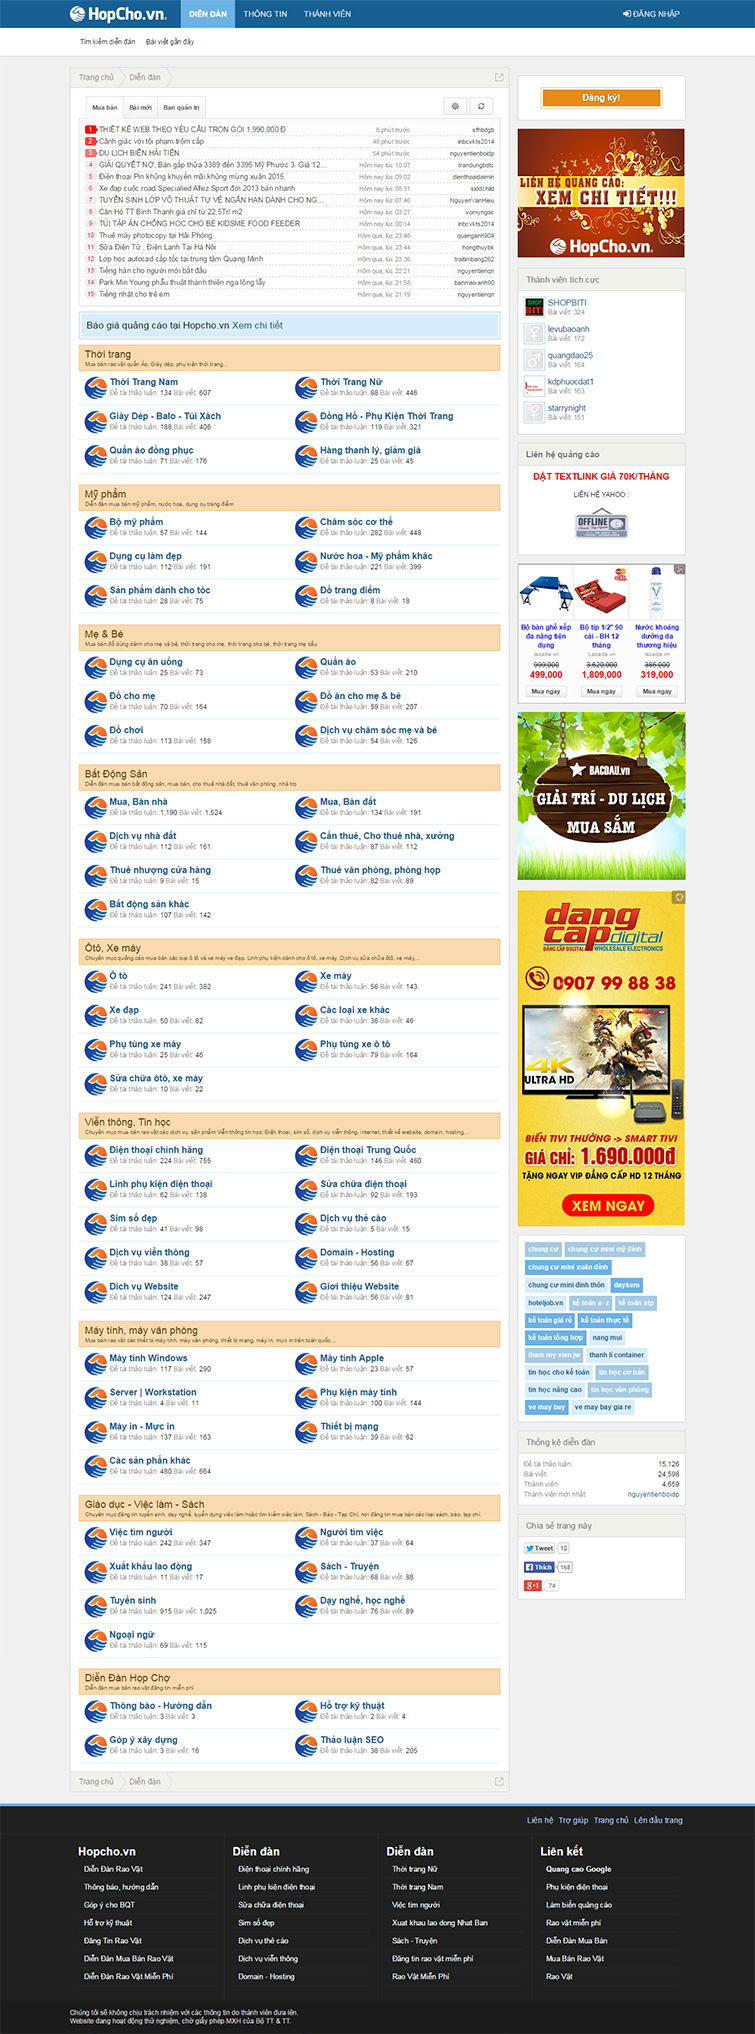 HopCho.vn.
DIỄN ĐÀN THÔNG TIN THÀNH VIÊN ĐĂNG NHẬP
Tìm kiếm diễn đàn Bài viết gần đây
Trang chủ Diễn đàn
Mua bán Bài mới Ban quản trị
1 THIẾT KẾ WEB THEO YÊU CẦU TRỌN GÓI 1,990,000 Đ 8 phút trước sfhbdgb
2 Cảnh giác với tội phạm trộm cắp 48 phút trước inbcvkts2014
3 DU LỊCH BIỂN HẢI TIẾN 54 phút trước nguyentienboidp
4 GIẢI QUYẾT NỢ, Bán gấp thửa 3389 đến 3395 Mỹ Phước 3. Giá 12... Hôm nay lúc 10:07 trandungbds
5 Điện thoại Pin khủng khuyến mãi khủng mừng xuân 2015 Hôm nay lúc 09:02 dienthoaidaimin
6 Xe đạp cuộc road Specialied Allez Sport đời 2013 bán nhanh Hôm nay lúc 08:31 siddchild
7 TUYỂN SINH LỚP VÕ THUẬT TỰ VỆ NGẮN HẠN DÀNH CHO NG... Hôm nay lúc 07:46 NguyenVanHieu
8 Căn Hộ TT Bình Thạnh giá chỉ từ 22,5Tr/ m2 Hôm nay lúc 03:27 vomyngoc
9 TÚI TẬP ĂN CHỐNG HÓC CHO BÉ KIDSME FOOD FEEDER Hôm nay lúc 00:14 inbcvkts2014
10 Thuê máy photocopy tại Hải Phòng Hôm qua, lúc 23:46 quanganh904
11 Sửa Điện Tử , Điện Lạnh Tại Hà Nội Hôm qua, lúc 23:44 hongthuybk
12 Lớp học autocad cấp tốc tại trung tâm Quang Minh Hôm qua, lúc 23:36 traitimbang262
13 Tiếng hàn cho người mới bắt đầu Hôm qua, lúc 22:21 nguyentienqn
14 Park Min Young phẫu thuật thành thiên nga lộng lẫy Hôm qua, lúc 21:58 banmaixanh90
15 Tiếng nhật cho trẻ em Hôm qua, lúc 21:19 nguyentienqn
Báo giá quảng cáo tại Hopcho.vn Xem chi tiết
Thời trang
Mua bán rao vặt quần Áo, Giày dép, phụ kiện thời trang...
Thời Trang Nam Thời Trang Nữ
Đề tài thảo luận: 134 Bài viết: 607 Đề tài thảo luận: 88 Bài viết: 446
Giày Dép - Balo - Túi Xách Đồng Hồ - Phụ Kiện Thời Trang
Đề tài thảo luận: 188 Bài viết: 406 Đề tài thảo luận: 119 Bài viết: 321
Quần áo đồng phục Hàng thanh lý, giảm giá
Đề tài thảo luận: 71 Bài viết: 176 Đề tài thảo luận: 25 Bài viết: 45
Mỹ phẩm
Diễn đàn mua bán mỹ phẩm, nước hoa, dụng cụ trang điểm
Bộ mỹ phẩm Chăm sóc cơ thể
Đề tài thảo luận: 57 Bài viết: 144 Đề tài thảo luận: 282 Bài viết: 448
Dụng cụ làm đẹp Nước hoa - Mỹ phẩm khác
Đề tài thảo luận: 112 Bài viết: 191 Đề tài thảo luận: 221 Bài viết: 399
Sản phẩm dành cho tóc Đồ trang điểm
Đề tài thảo luận: 28 Bài viết: 75 Đề tài thảo luận: 8 Bài viết: 18
Mẹ & Bé
Mua bán đồ dùng dành cho mẹ và bé, thời trang cho mẹ, thời trang cho bé, thời trang mẹ bầu
Dụng cụ ăn uống Quần áo
Đề tài thảo luận: 25 Bài viết: 73 Đề tài thảo luận: 53 Bài viết: 210
Đồ cho mẹ Đồ ăn cho mẹ & bé
Đề tài thảo luận: 70 Bài viết: 164 Đề tài thảo luận: 59 Bài viết: 207
Đồ chơi Dịch vụ chăm sóc mẹ và bé
Đề tài thảo luận: 113 Bài viết: 158 Đề tài thảo luận: 54 Bài viết: 126
Bất Động Sản
Diễn đàn mua bán bất động sản, mua bán, cho thuê nhà đất, thuê văn phòng, nhà trọ
Mua, Bán nhà Mua, Bán đất
Đề tài thảo luận: 1,190 Bài viết: 1,524 Đề tài thảo luận: 134 Bài viết: 191
Dịch vụ nhà đất Cần thuê, Cho thuê nhà, xưởng
Đề tài thảo luận: 112 Bài viết: 161 Đề tài thảo luận: 87 Bài viết: 112
Thuê nhượng cửa hàng Thuê văn phòng, phòng họp
Đề tài thảo luận: 9 Bài viết: 15 Đề tài thảo luận: 82 Bài viết: 89
Bất động sản khác
Đề tài thảo luận: 107 Bài viết: 142
Ôtô, Xe máy
Chuyên mục quảng cáo mua bán các loại ô tô và xe máy xe đạp. Linh phụ kiện dành cho ô tô, xe máy, Dịch vụ sửa chữa ôtô, xe máy,...
Ô tô Xe máy
Đề tài thảo luận: 241 Bài viết: 382 Đề tài thảo luận: 56 Bài viết: 143
Xe đạp Các loại xe khác
Đề tài thảo luận: 50 Bài viết: 82 Đề tài thảo luận: 36 Bài viết: 46
Phụ tùng xe máy Phụ tùng xe ô tô
Đề tài thảo luận: 25 Bài viết: 46 Đề tài thảo luận: 79 Bài viết: 164
Sửa chữa ôtô, xe máy
Đề tài thảo luận: 10 Bài viết: 22
Viễn thông, Tin học
Chuyên mục mua bán rao vặt các dịch vụ, sản phẩm Viễn thông tin học: Điện thoại, sim số, dịch vụ viễn thông, internet, thiết kế website, domain, hosting,...
Điện thoại chính hãng Điện thoại Trung Quốc
Đề tài thảo luận: 224 Bài viết: 755 Đề tài thảo luận: 146 Bài viết: 460
Linh phụ kiện điện thoại Sửa chữa điện thoại
Đề tài thảo luận: 62 Bài viết: 138 Đề tài thảo luận: 92 Bài viết: 193
Sim số đẹp Dịch vụ thẻ cào
Đề tài thảo luận: 41 Bài viết: 98 Đề tài thảo luận: 5 Bài viết: 15
Dịch vụ viễn thông Domain - Hosting
Đề tài thảo luận: 38 Bài viết: 57 Đề tài thảo luận: 56 Bài viết: 67
Dich vụ Website Giơi thiệu Website
Đề tài thảo luận: 124 Bài viết: 247 Đề tài thảo luận: 56 Bài viết: 81
Máy tính, máy văn phòng
Mua bán rao vặt các thiết bị máy tính, máy văn phòng, thiết bị mạng, máy in, mực in trên toàn quốc,...
Máy tính Windows Máy tính Apple
Đề tài thảo luận: 117 Bài viết: 290 Đề tài thảo luận: 23 Bài viết: 57
Server | Workstation Phụ kiện máy tính
Đề tài thảo luận: 4 Bài viết: 11 Đề tài thảo luận: 100 Bài viết: 144
Máy in - Mực in Thiết bị mạng
Đề tài thảo luận: 137 Bài viết: 163 Đề tài thảo luận: 39 Bài viết: 62
Các sản phẩn khác
Đề tài thảo luận: 480 Bài viết: 664
Giáo dục - Việc làm - Sách
Chuyên mục đăng tin tuyển sinh, dạy nghề, tuyển dụng việc làm hoặc tìm kiếm việc làm. Sách - Báo - Tạp Chí, nơi đăng tin mua bán các loại sách, báo, tạp chí.
Việc tìm người Người tìm việc
Đề tài thảo luận: 242 Bài viết: 347 Đề tài thảo luận: 37 Bài viết: 64
Xuất khẩu lao động Sách - Truyện
Đề tài thảo luận: 11 Bài viết: 17 Đề tài thảo luận: 68 Bài viết: 88
Tuyển sinh Dạy nghề, học nghề
Đề tài thảo luận: 915 Bài viết: 1,025 Đề tài thảo luận: 76 Bài viết: 89
Ngoại ngữ
Đề tài thảo luận: 69 Bài viết: 115
Diễn Đàn Họp Chợ
Diễn đàn mua bán rao vặt đăng tin miễn phí
Thông báo - Hướng dẫn Hỗ trợ kỹ thuật
Đề tài thảo luận: 3 Bài viết: 3 Đề tài thảo luận: 2 Bài viết: 4
Góp ý xây dựng Thảo luận SEO
Đề tài thảo luận: 3 Bài viết: 16 Đề tài thảo luận: 38 Bài viết: 205
Trang chủ Diễn đàn
Đăng ký!
LIÊN HỆ QUẢNG CÁO:
XEM CHI TIẾT!!!
HopCho.vn.
Thành viên tích cực
SHOP BITI
SHOPBITI
Bài viết: 324
levubaoanh
Bài viết: 172
quangdao25
Bài viết: 164
kdphuocdat1
Bài viết: 163
starrynight
Bài viết: 151
Liên hệ quảng cáo
ĐẶT TEXTLINK GIÁ 70K/THÁNG
LIÊN HỆ YAHOO :
OFFLINE
Bộ bàn ghế xếp Bộ típ 1/2" 90 Nước khoáng
đa năng tiện cái - BH 12 dưỡng da
dụng tháng thương hiệu
lazada.vn Lazada.vn lazada.vn
999,000 3,620,000 385,000
499,000 1,809,000 319,000
Mua ngay Mua ngay Mua ngay
BACDAU.vn
GIẢI TRÍ - DU LỊCH
MUA SẮM
dang
cap digital
ĐẲNG CẤP DIGITAL WHOLESALE ELECTRONICS
0907 99 88 38
4K
ULTRA HD
BIẾN TIVI THƯỜNG -> SMART TIVI
GIÁ CHỈ: 1.690.000đ
TẶNG NGAY VIP ĐẲNG CẤP HD 12 THÁNG
XEM NGAY
chung cư chung cư mini mỹ đình
chung cư mini xuân đỉnh
chung cư mini đình thôn daykem
hoteljob.vn kế toán a- z kế toán atp
kế toán giá rẻ kế toán thực tế
kế toán tổng hợp nang mui
tham my vien jw thanh lí container
tin học cho kế toán tin học cơ bản
tin học nâng cao tin học văn phòng
ve may bay ve may bay gia re
Thống kê diễn đàn
Đề tài thảo luận: 15,126
Bài viết: 24,598
Thành viên: 4,659
Thành viên mới nhất: nguyentienboidp
Chia sẻ trang này
Tweet 10
Thích 168
g+1 74
Liên hệ Trợ giúp Trang chủ Lên đầu trang
Hopcho.vn Diễn đàn Diễn đàn Liên kết
Diễn Đàn Rao Vặt Điện thoại chính hãng Thời trang Nữ Quang cao Google
Thông báo, hướng dẫn Linh phụ kiện điện thoại Thời trang Nam Phụ kiện điện thoại
Góp ý cho BQT Sửa chữa điện thoại Việc tìm người Làm biển quảng cáo
Hỗ trợ kỹ thuật Sim số đẹp Xuat khau lao dong Nhat Ban Rao vặt miễn phí
Đăng Tin Rao Vặt Dịch vụ thẻ cào Sách - Truyện Diễn Đàn Mua Bán
Diễn Đàn Mua Bán Rao Vặt Dịch vụ viễn thông Đăng tin rao vặt miễn phí Mua Bán Rao Vặt
Diễn Đàn Rao Vặt Miễn Phí Domain - Hosting Rao Vặt Miễn Phí Rao Vặt
Chúng tôi sẽ không chịu trách nhiệm với các thông tin do thành viên đưa lên.
Website đang hoạt động thử nghiệm, chờ giấy phép MXH của Bộ TT & TT.